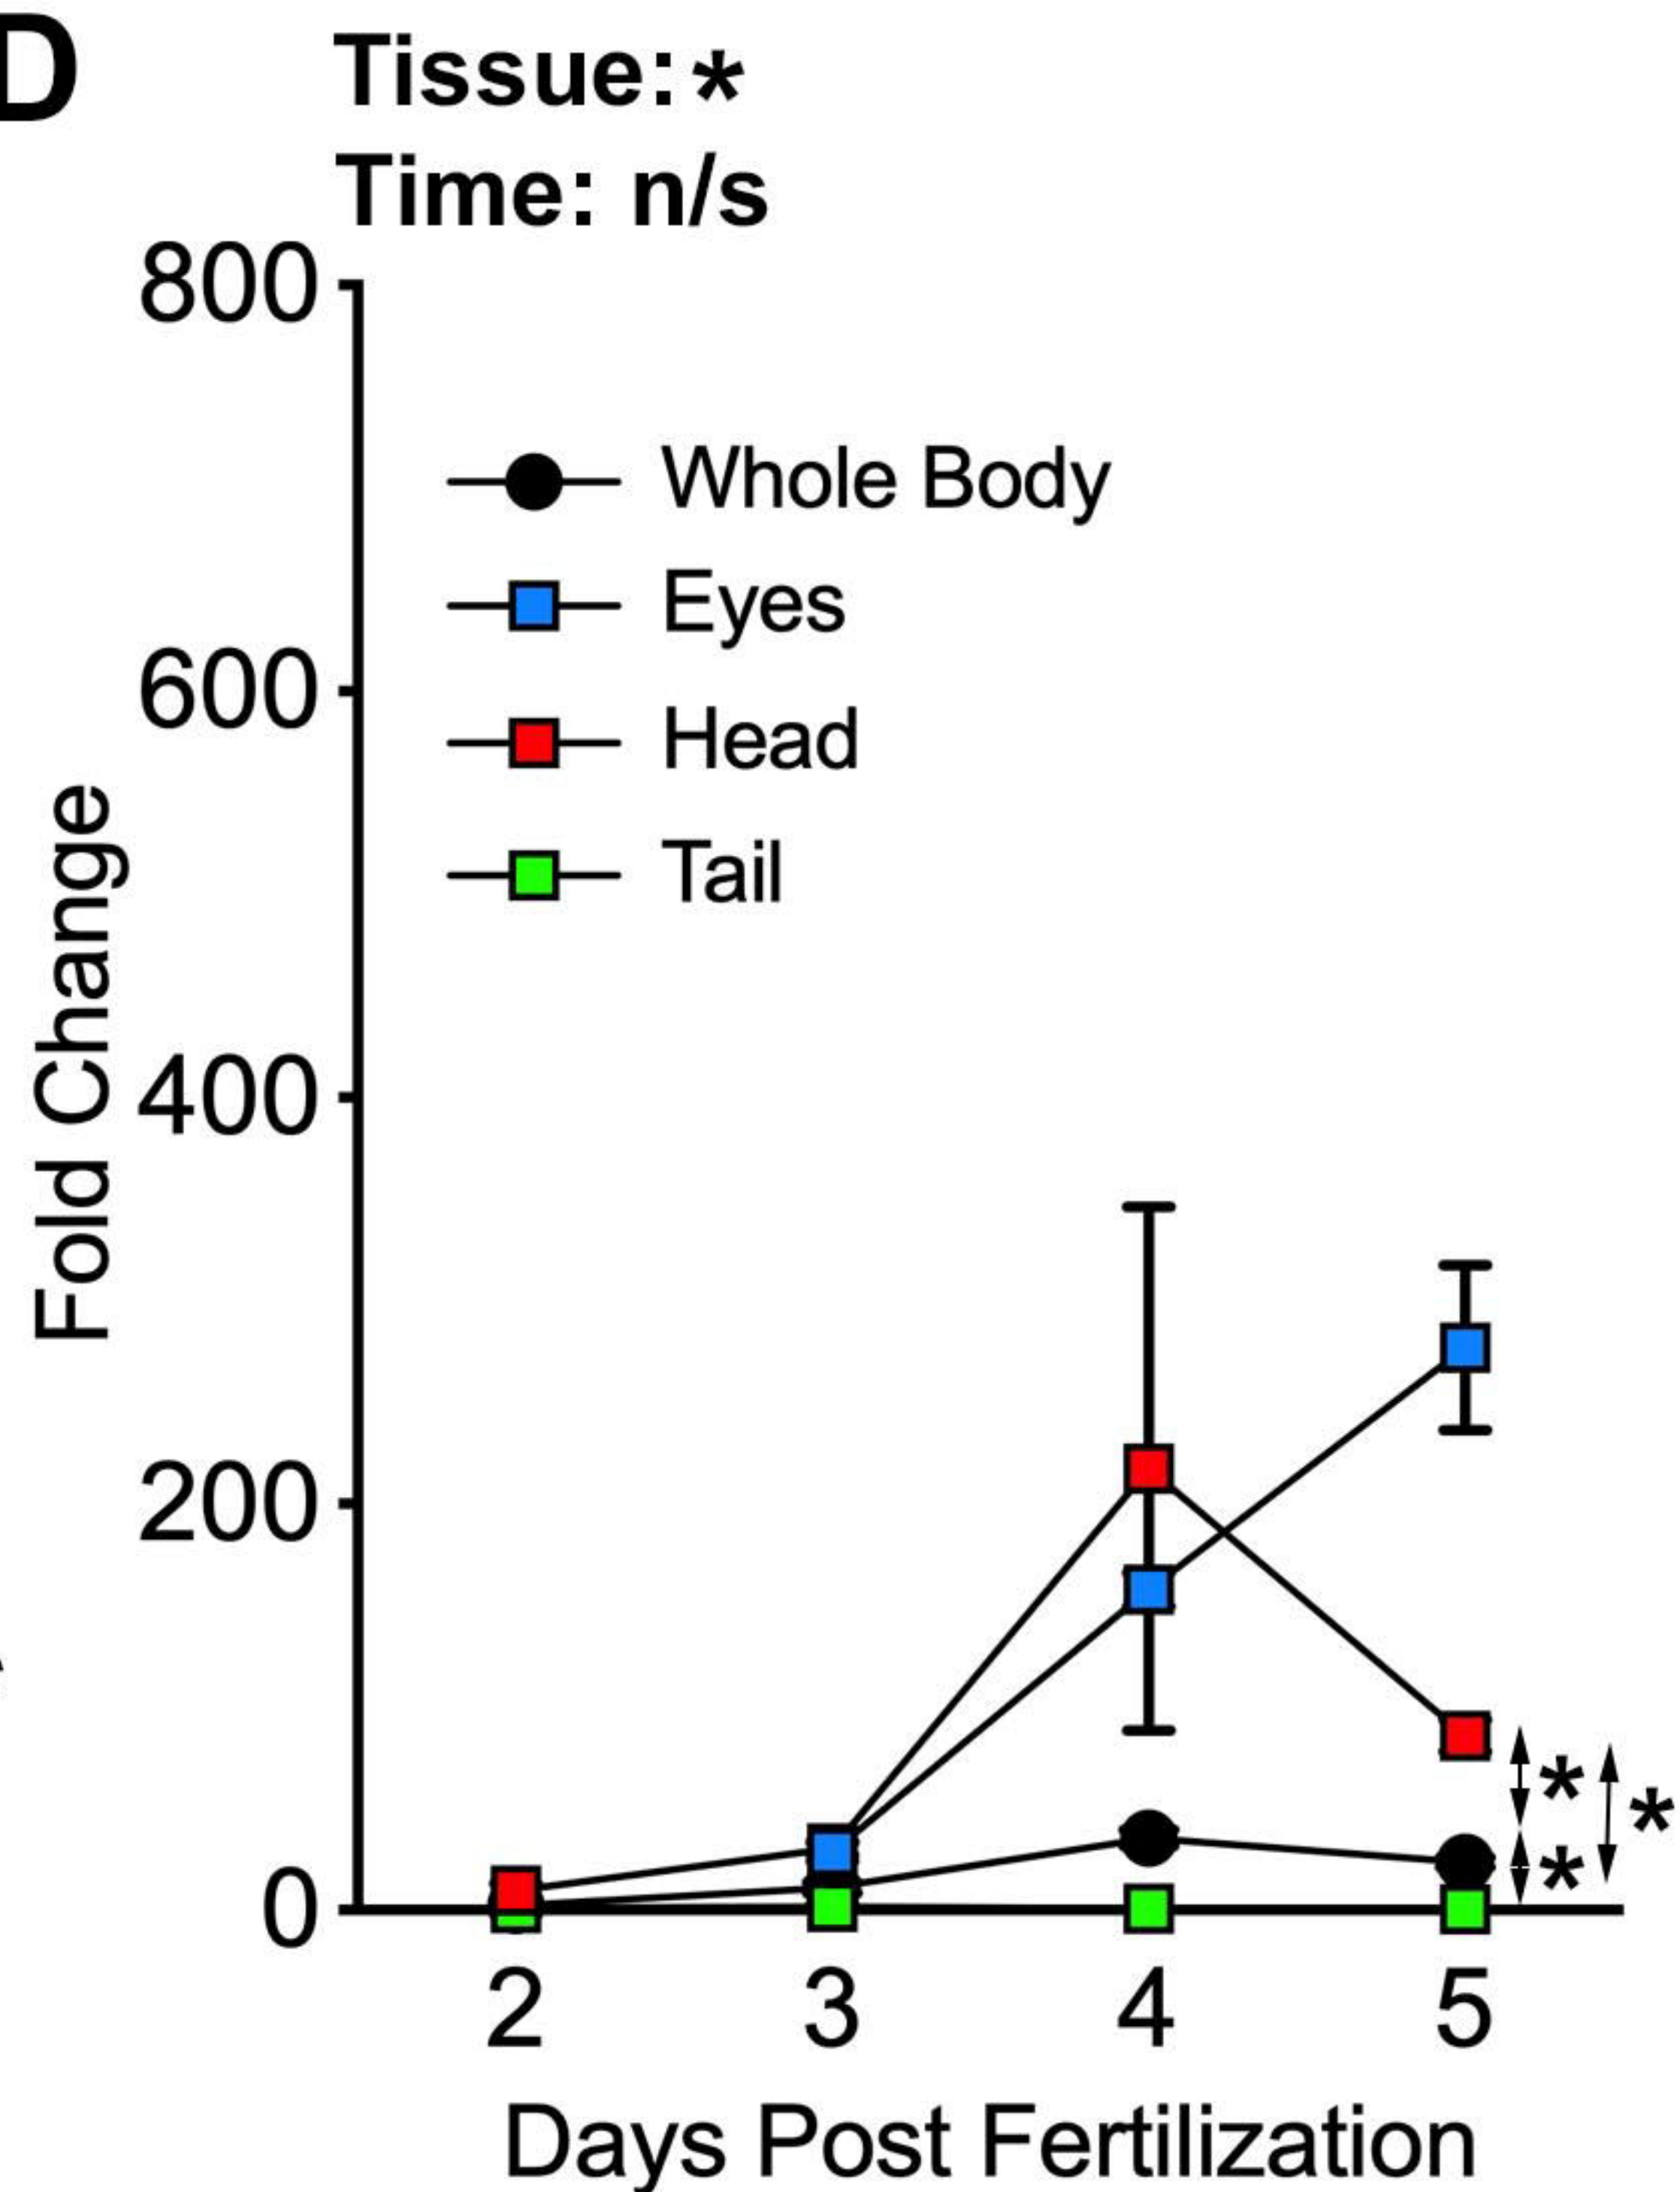 D
Tissue: *
Time: n/s
800
600
400
200
0
Fold Change
Whole Body
Eyes
Head
Tail
*
*
*
2 3 4 5
Days Post Fertilization